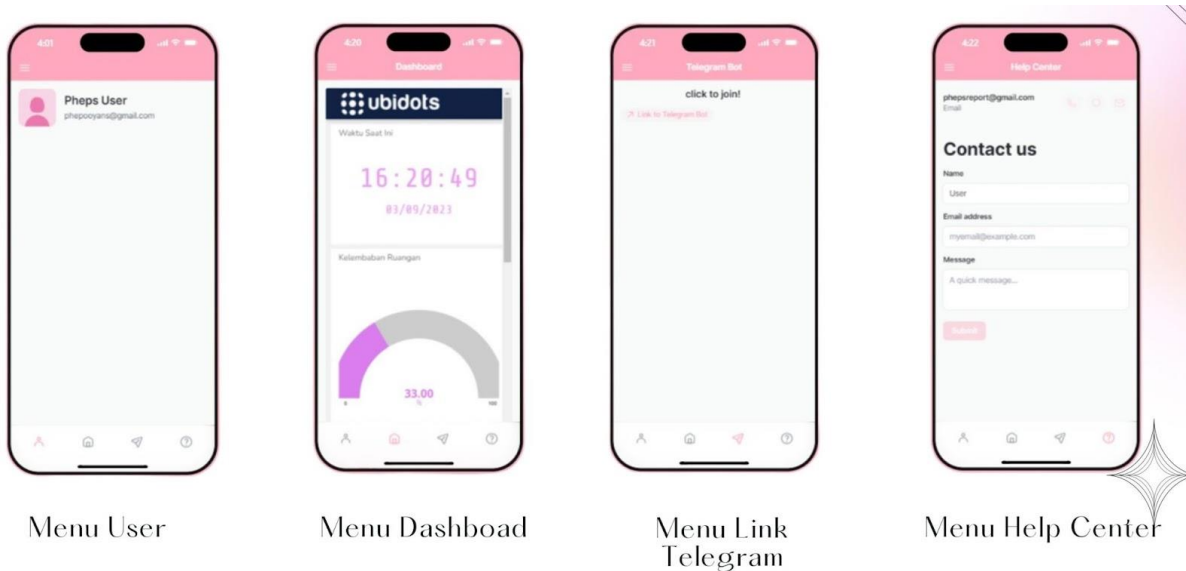 4:01
Pheps User
phepooyans@gmail.com
Menu User
4:20
Dashboard
ubidots
Waktu Saat Ini
16:20:49
03/09/2023
Kelembaban Ruangan
33.00
%
0
100
Menu Dashboad
4:21
Telegram Bot
click to join!
Link to Telegram Bot
Menu Link
Telegram
4:22
Help Center
phepsreport@gmail.com
Email
Contact us
Name
User
Email address
myemail@example.com
Message
A quick message...
Submit
Menu Help Center